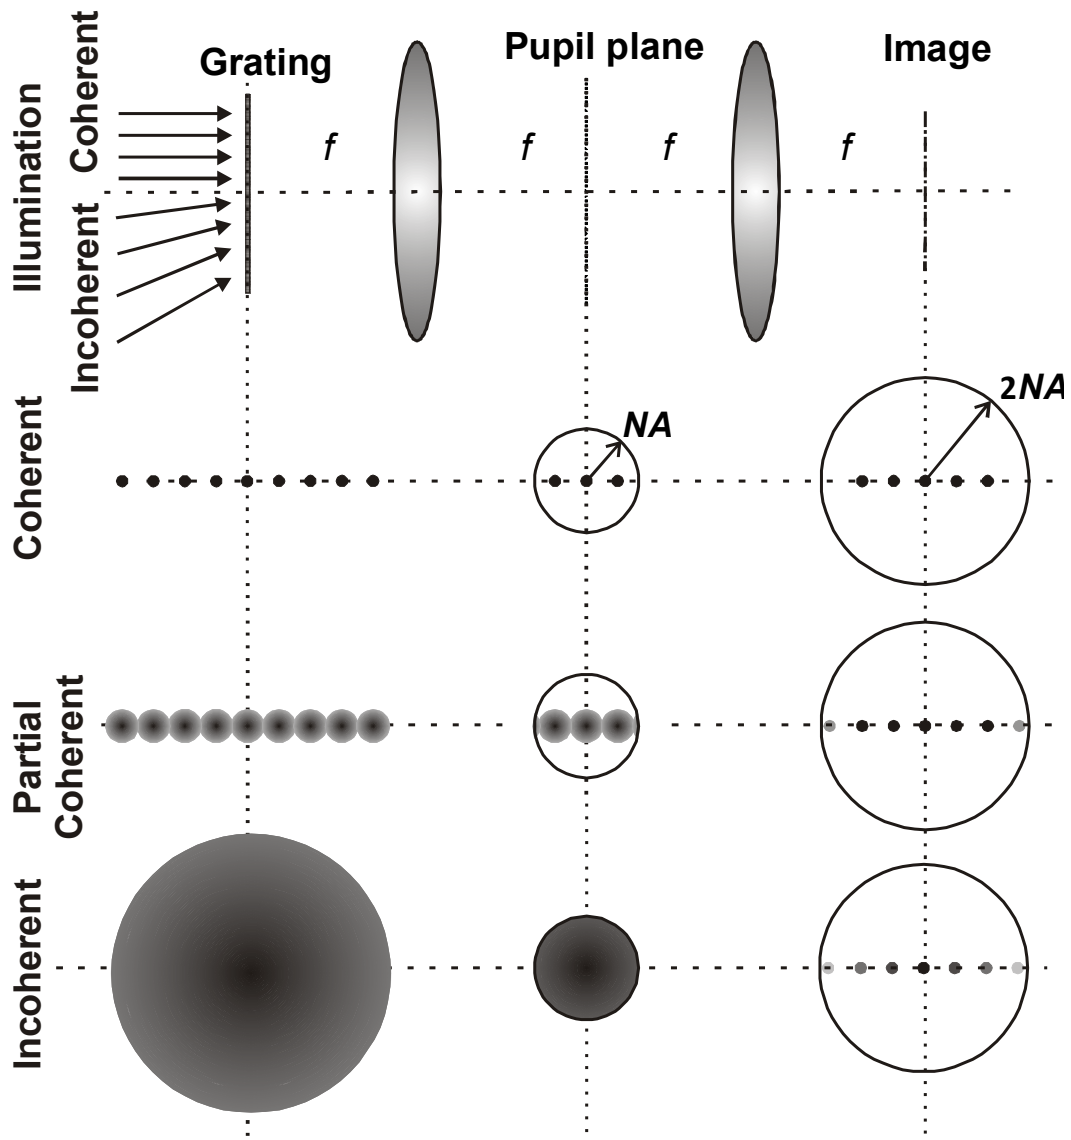 Grating
Pupil plane
Image
Illumination
Coherent
Incoherent
f
f
f
f
Coherent
NA
2NA
Partial
Coherent
Incoherent